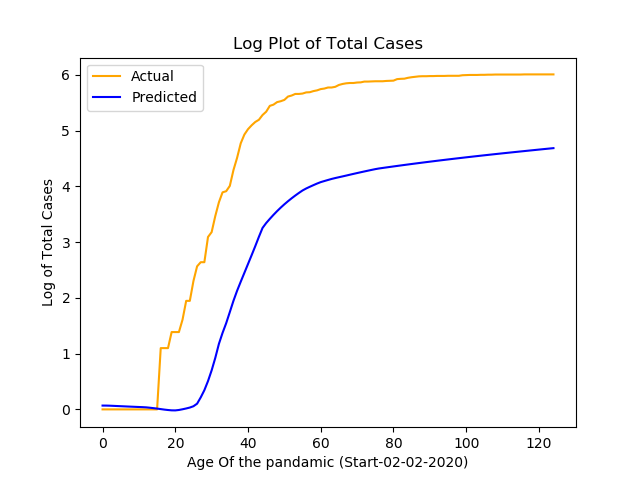 Log Plot of Total Cases
Actual
Predicted
Log of Total Cases
6
5
4
3
2
1
0
0 20 40 60 80 100 120
Age Of the pandamic (Start-02-02-2020)